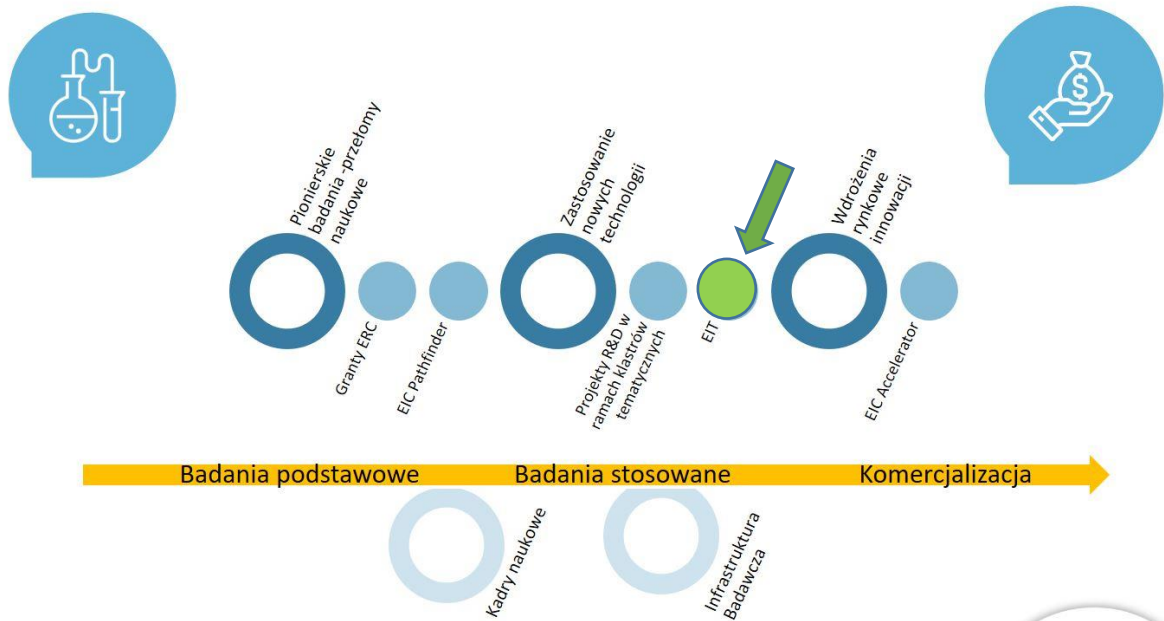 Pionierskie
badania -przełomy
naukowe
Granty ERC
EIC Pathfinder
Zastosowanie
nowych
technologii
Projekty R&D w
ramach klastrów
tematycznych
EIT
Wdrożenia
rynkowe
innowacji
EIC Accelerator
Badania podstawowe
Badania stosowane
Komercjalizacja
Kadry naukowe
Infrastruktura
Badawcza
$